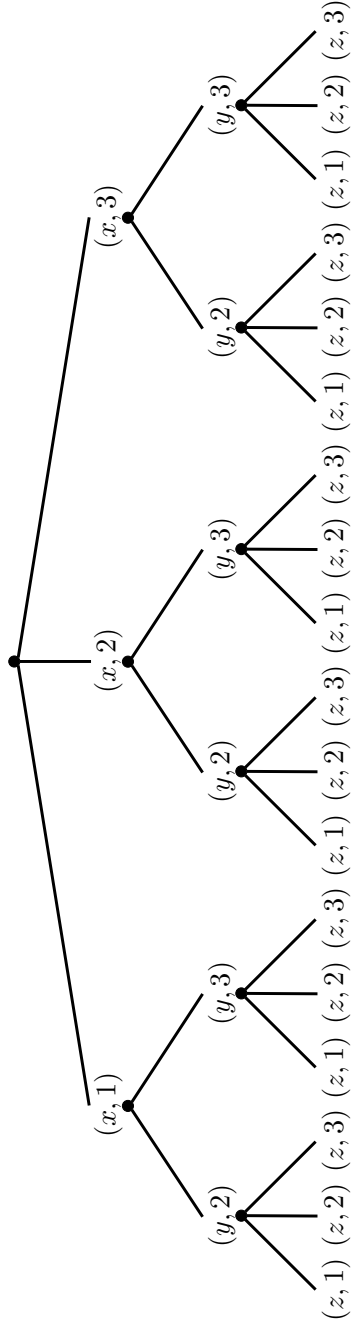 (x, 1) (x, 2) (x, 3)
(y, 2) (y, 3) (y, 2) (y, 3) (y, 2) (y, 3)
(z, 1) (z, 2) (z, 3) (z, 1) (z, 2) (z, 3) (z, 1) (z, 2) (z, 3) (z, 1) (z, 2) (z, 3) (z, 1) (z, 2) (z, 3) (z, 1) (z, 2) (z, 3)